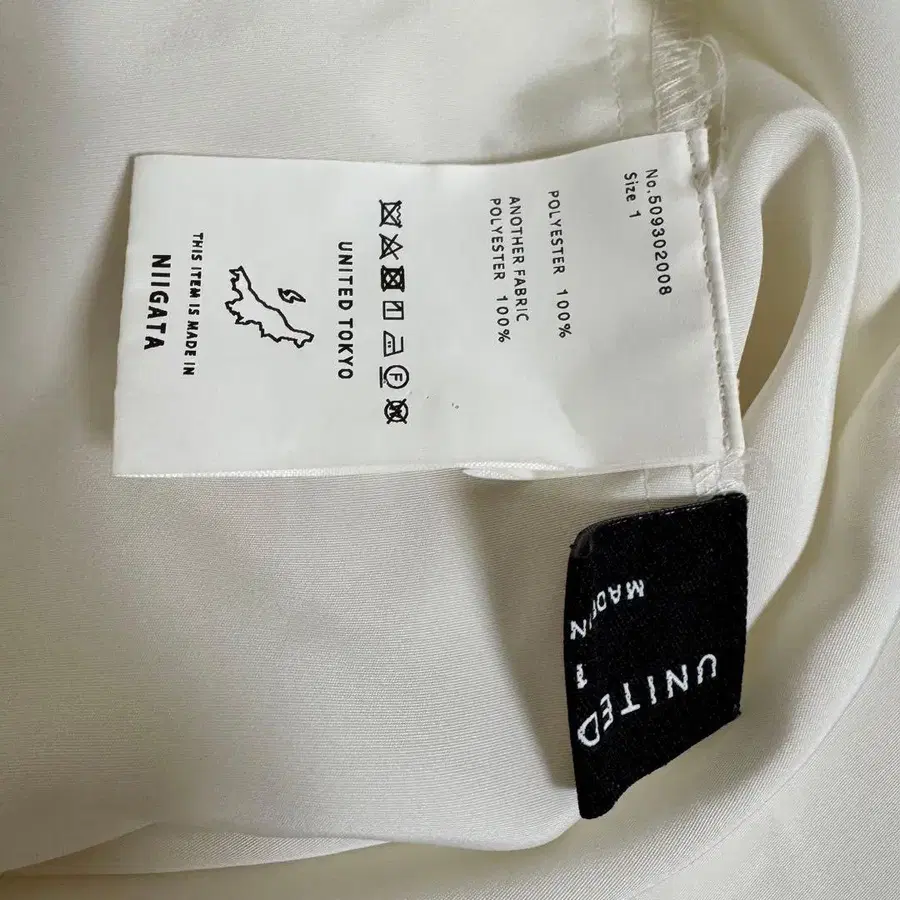 No.509302008
Size 1
POLYESTER 100%
ANOTHER FABRIC
POLYESTER 100%
F
W
UNITED TOKYO
THIS ITEM IS MADE IN
NIIGATA
UNITED
MADE IN